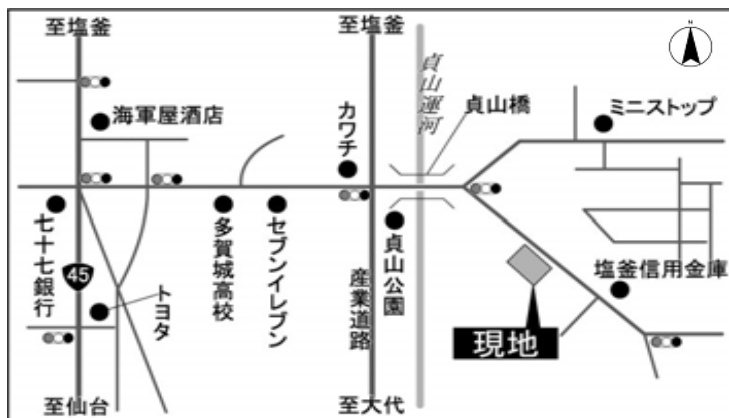 至塩釜
至塩釜
N
海軍屋酒店
カワチ
貞山運河
貞山橋
ミニストップ
七十七銀行
45
トヨタ
多賀城高校
セブンイレブン
産業道路
貞山公園
塩釜信用金庫
現地
至仙台
至大代